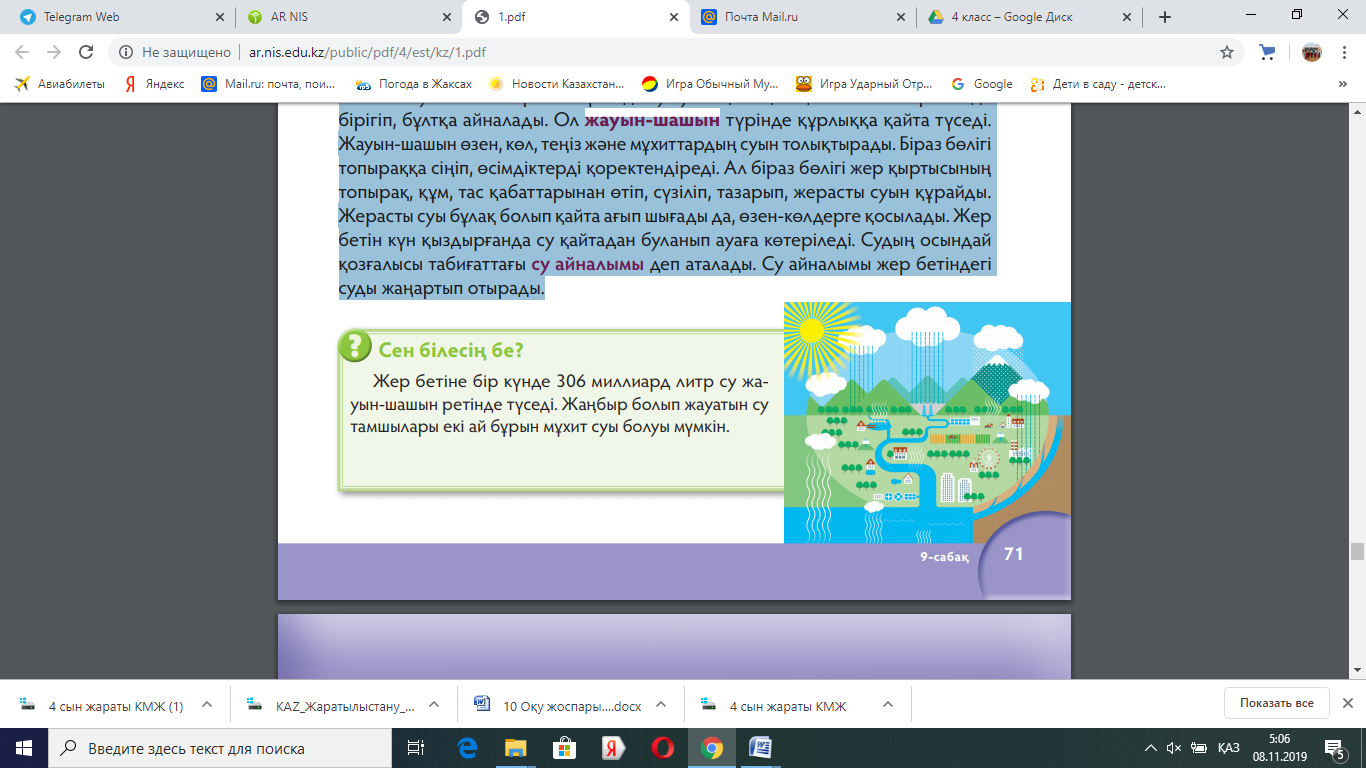 Telegram Web
AR NIS
1.pdf
Почта Mail.ru
4 класс – Google Диск
Не защищено | ar.nis.edu.kz/public/pdf/4/est/kz/1.pdf
Авиабилеты
Яндекс
Mail.ru: почта, пои...
Погода в Жаксах
Новости Казахстан...
Игра Обычный Му...
Игра Ударный Отр...
Google
Дети в саду - детск...
бірігіп, бұлтқа айналады. Ол жауын-шашын түрінде құрлыққа қайта түседі.
Жауын-шашын өзен, көл, теңіз және мұхиттардың суын толықтырады. Біраз бөлігі
топыраққа сіңіп, өсімдіктерді қоректендіреді. Ал біраз бөлігі жер қыртысының
топырақ, құм, тас қабаттарынан өтіп, сүзіліп, тазарып, жерасты суын құрайды.
Жерасты суы бұлақ болып қайта ағып шығады да, өзен-көлдерге қосылады. Жер
бетін күн қыздырғанда су қайтадан буланып ауаға көтеріледі. Судың осындай
қозғалысы табиғаттағы су айналымы деп аталады. Су айналымы жер бетіндегі
суды жаңартып отырады.
? Сен білесің бе?
Жер бетіне бір күнде 306 миллиард литр су жа-
уын-шашын ретінде түседі. Жаңбыр болып жауатын су
тамшылары екі ай бұрын мұхит суы болуы мүмкін.
9-сабақ 71
4 сын жараты КМЖ (1)
KAZ_Жаратылыстану_...
10 Оқу жоспары....docx
4 сын жараты КМЖ
Показать все
Введите здесь текст для поиска
ҚАЗ
5:06
08.11.2019
5